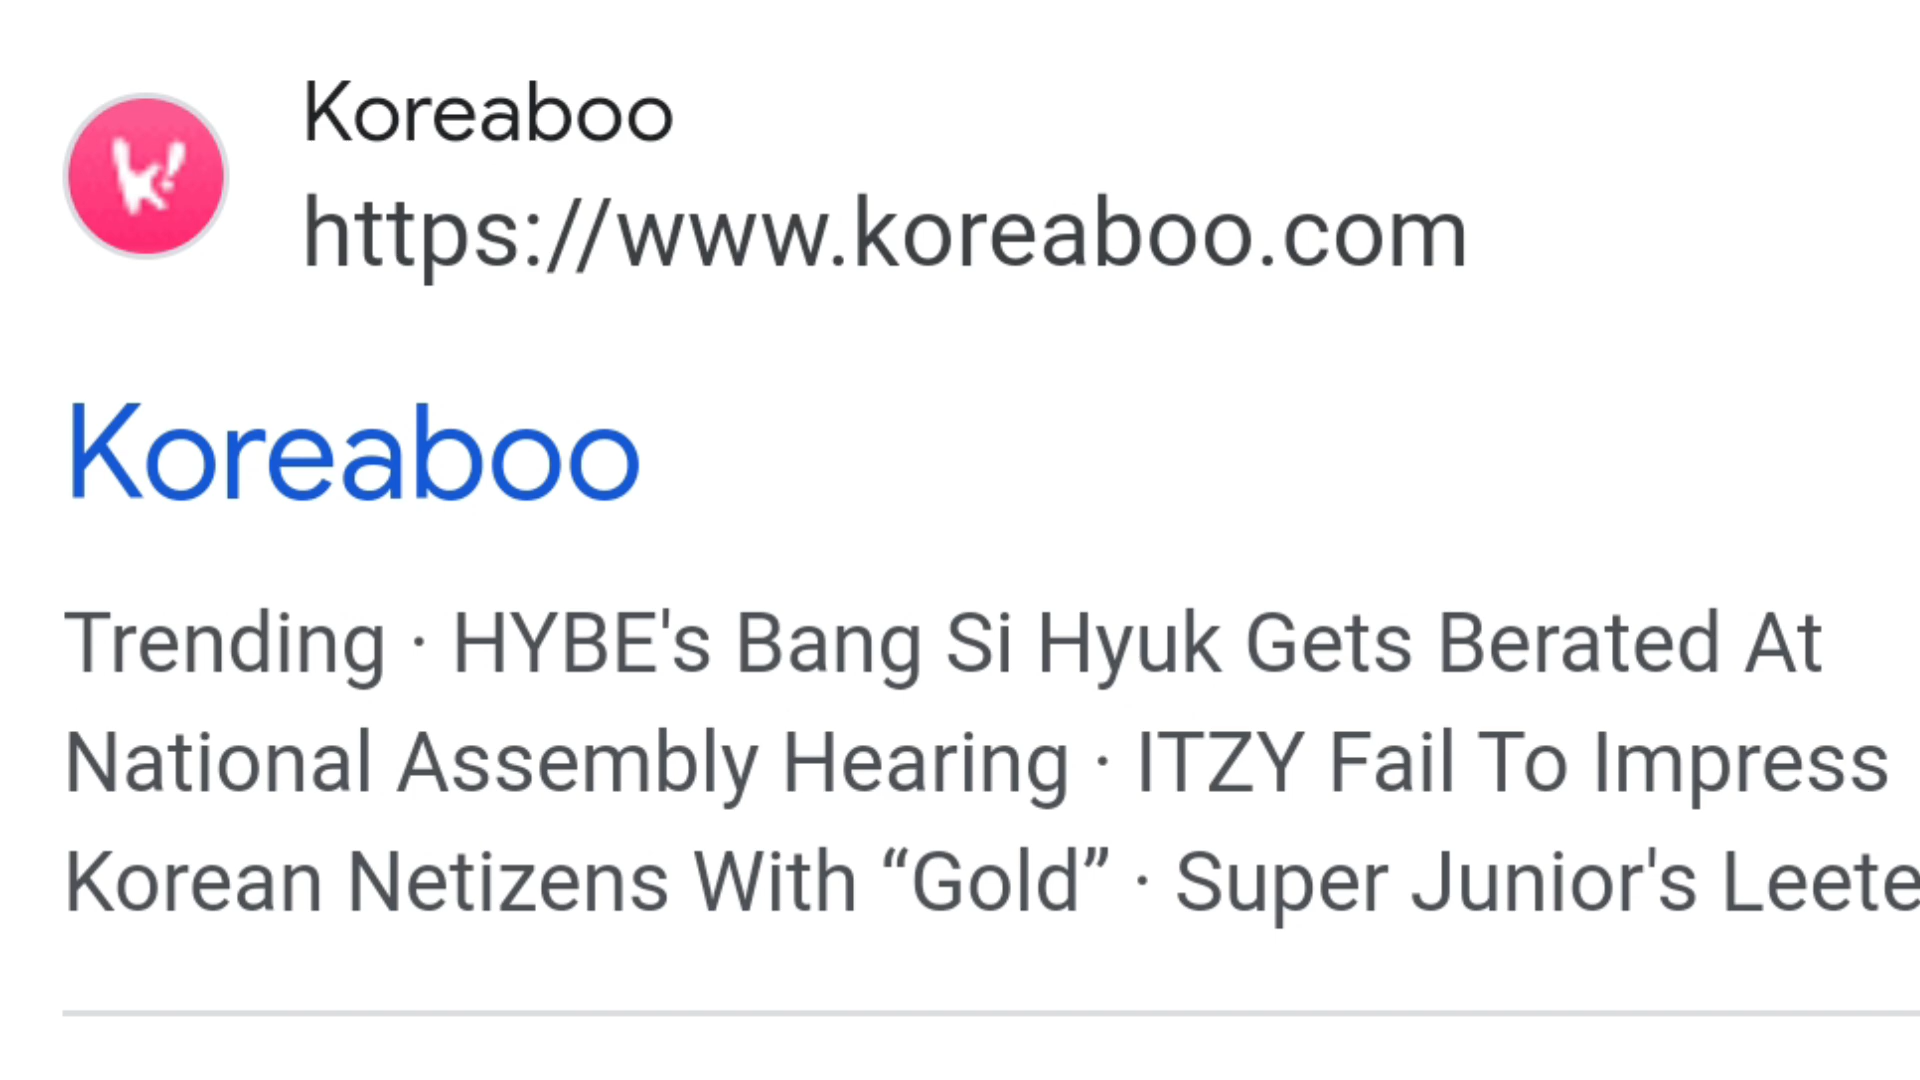 Koreaboo
https://www.koreaboo.com
Koreaboo
Trending · HYBE's Bang Si Hyuk Gets Berated At
National Assembly Hearing · ITZY Fail To Impress
Korean Netizens With “Gold” · Super Junior's Leete